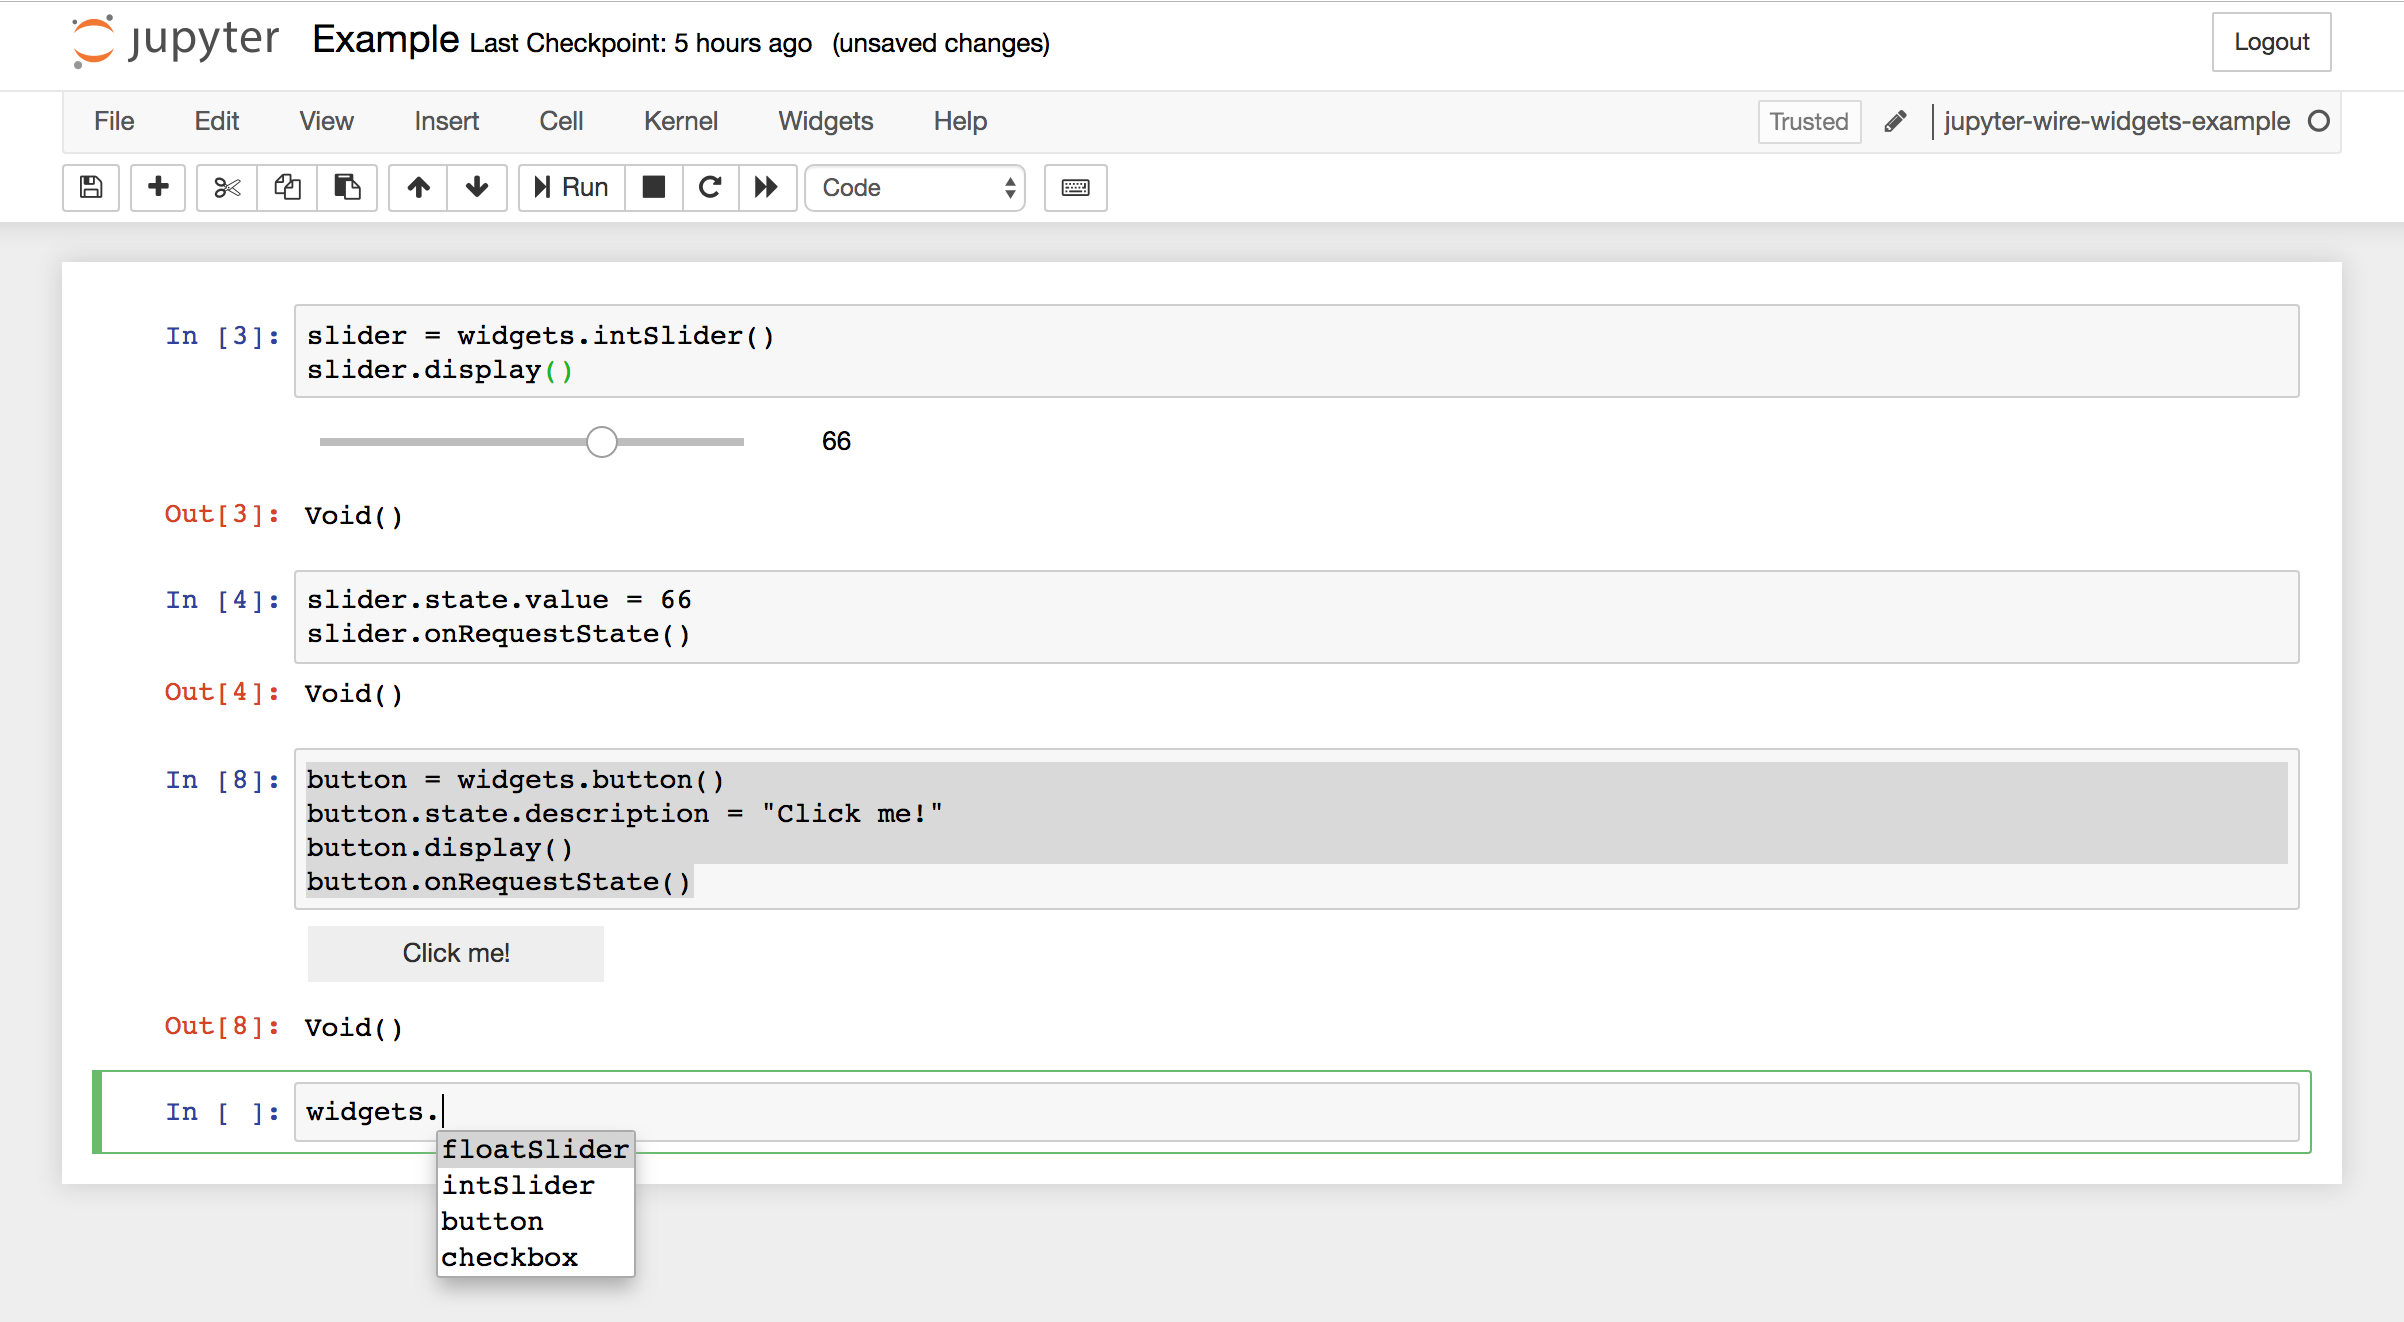 jupyter Example Last Checkpoint: 5 hours ago (unsaved changes) Logout
File Edit View Insert Cell Kernel Widgets Help Trusted jupyter-wire-widgets-example
Run Code
In [3]: slider = widgets.intSlider()
slider.display()
66
Out[3]: Void()
In [4]: slider.state.value = 66
slider.onRequestState()
Out[4]: Void()
In [8]: button = widgets.button()
button.state.description = "Click me!"
button.display()
button.onRequestState()
Click me!
Out[8]: Void()
In [ ]: widgets.
floatSlider
intSlider
button
checkbox